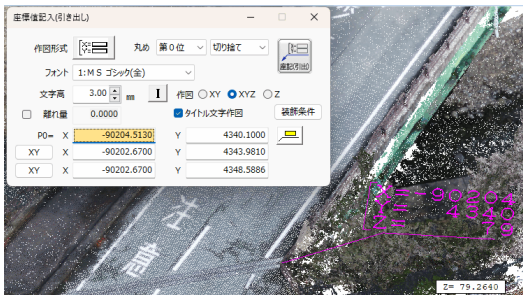 座標値記入(引き出し)
作図形式 丸め 第0位 切り捨て
座記(引出)
フォント 1:MS ゴシック(全)
文字高 3.00 mm I 作図 XY XYZ Z
離れ量 0.0000 タイトル文字作図 装飾条件
P0= X -90204.5130 Y 4340.1000
XY X -90202.6700 Y 4343.9810
XY X -90202.6700 Y 4348.5886
注
意
Z= 79.2640